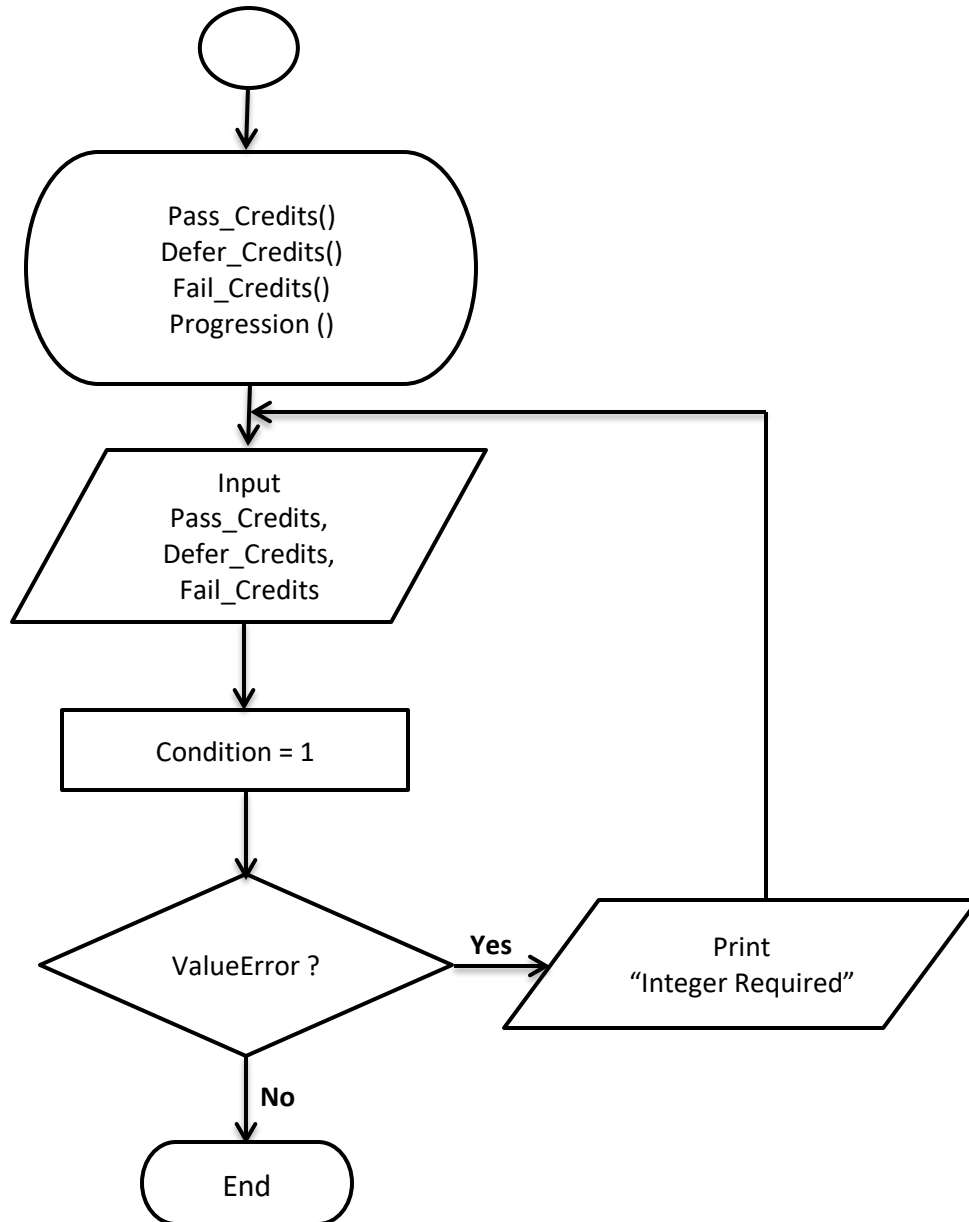 Pass_Credits()
Defer_Credits()
Fail_Credits()
Progression ()
Input
Pass_Credits,
Defer_Credits,
Fail_Credits
Condition = 1
ValueError ?
Yes
Print
“Integer Required”
No
End